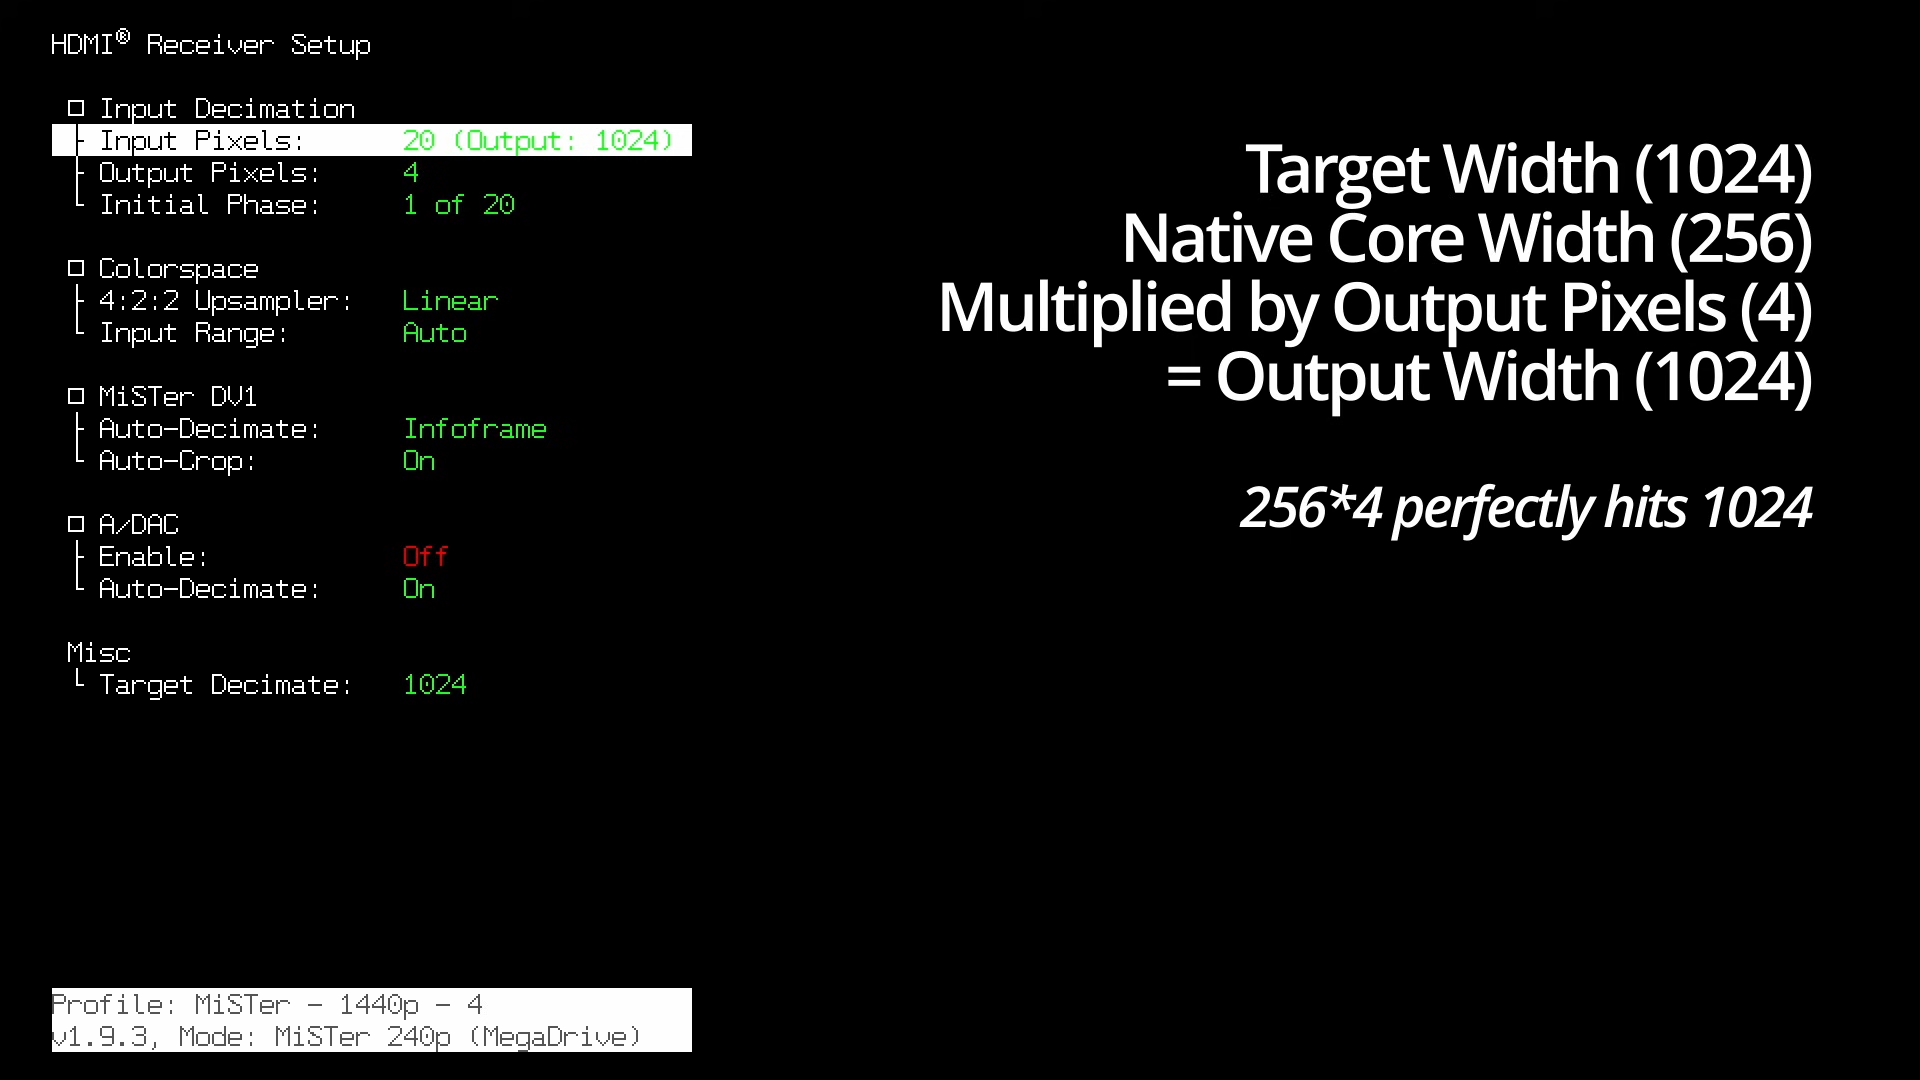 HDMI® Receiver Setup
Input Decimation
Input Pixels: 20 (Output: 1024)
Output Pixels: 4
Initial Phase: 1 of 20
Colorspace
4:2:2 Upsampler: Linear
Input Range: Auto
MiSTer DV1
Auto-Decimate: Infoframe
Auto-Crop: On
A/DAC
Enable: Off
Auto-Decimate: On
Misc
Target Decimate: 1024
Profile: MiSTer - 1440p - 4
v1.9.3, Mode: MiSTer 240p (MegaDrive)
Target Width (1024)
Native Core Width (256)
Multiplied by Output Pixels (4)
= Output Width (1024)
256*4 perfectly hits 1024